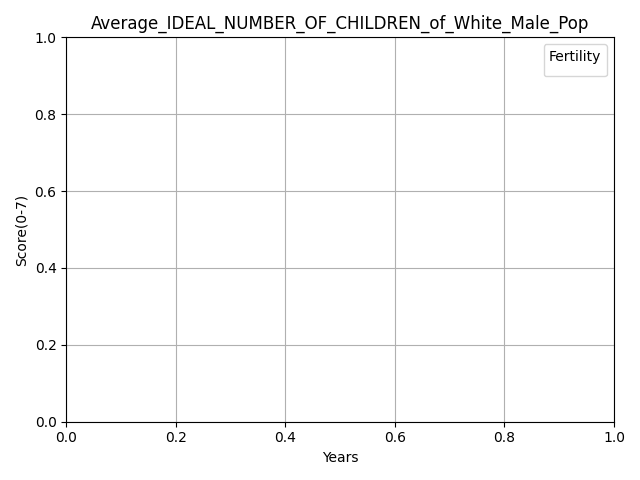 Average_IDEAL_NUMBER_OF_CHILDREN_of_White_Male_Pop
Fertility
Score(0-7)
1.0
0.8
0.6
0.4
0.2
0.0
0.0 0.2 0.4 0.6 0.8 1.0
Years